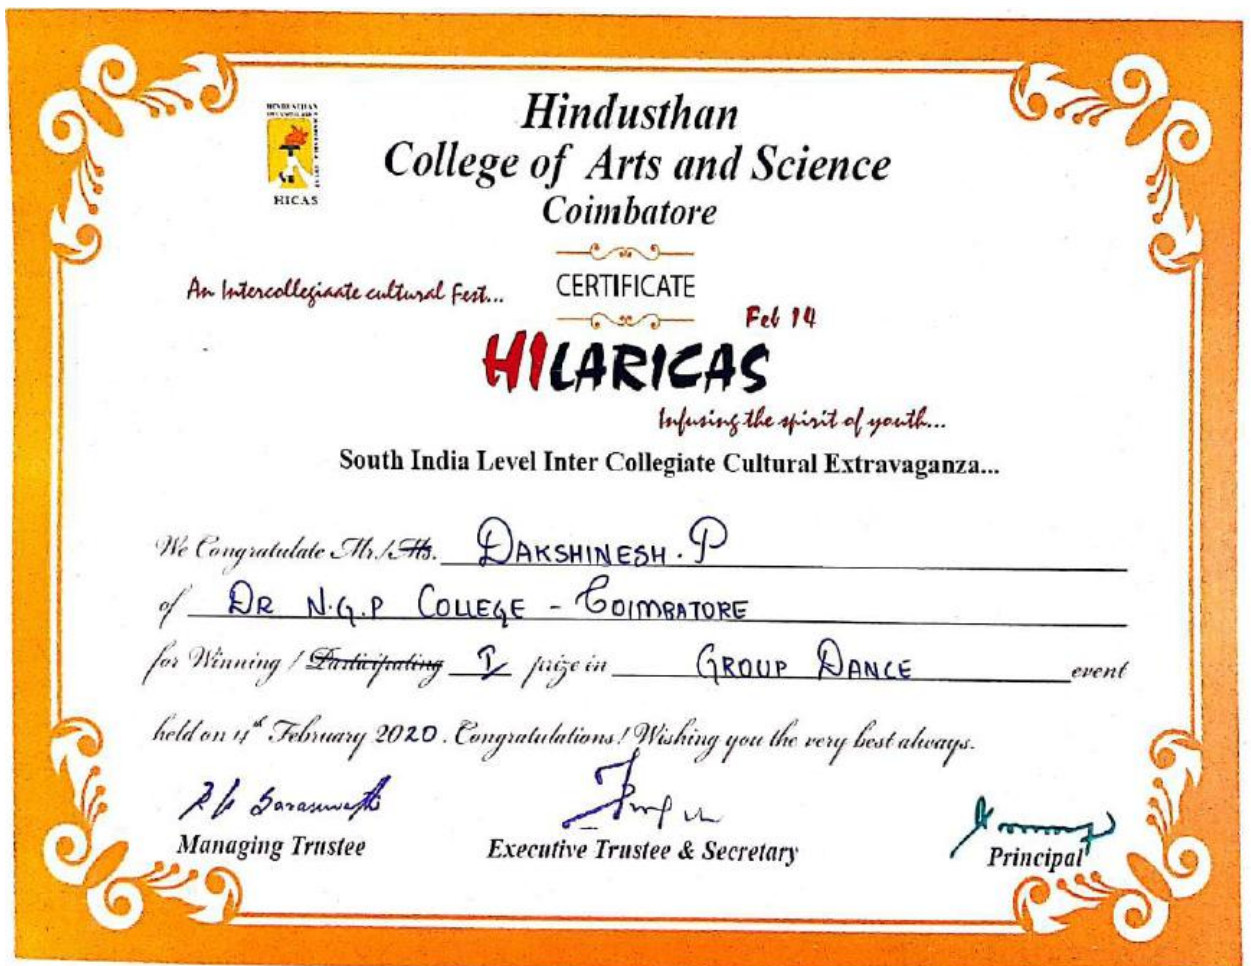 Hindusthan
College of Arts and Science
Coimbatore
HICAS
CERTIFICATE
An Intercollegiaate cultural Fest...
Feb 14
HILARICAS
Infusing the spirit of youth...
South India Level Inter Collegiate Cultural Extravaganza...
We Congratulate Mr./Ms. DAKSHINESH. P
of DR N.G.P COLLEGE - COIMBATORE
for Winning / Participating I prize in GROUP DANCE event
held on 14th February 2020. Congratulations! Wishing you the very best always.
Managing Trustee
Executive Trustee & Secretary
Principal